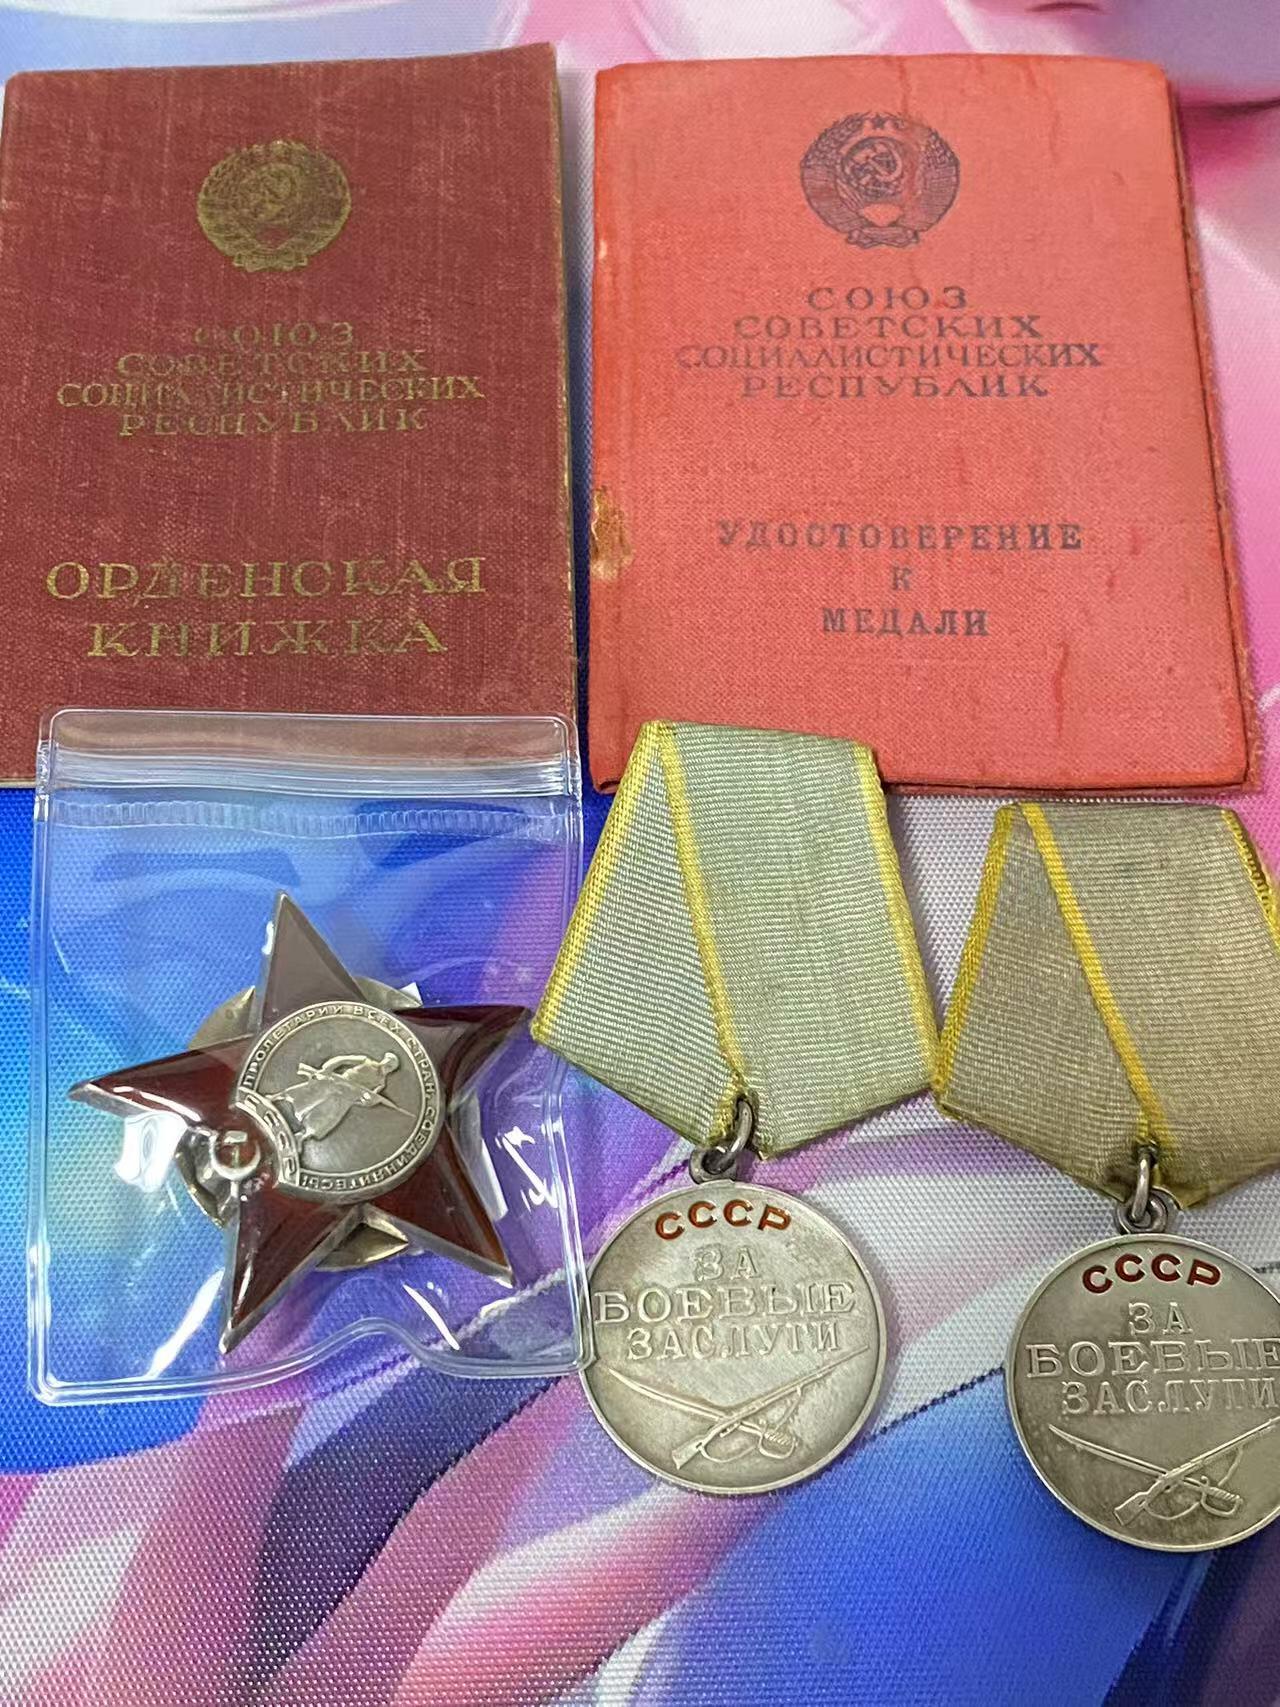 СОЮЗ
СОВЕТСКИХ
СОЦИАЛИСТИЧЕСКИХ
РЕСПУБЛИК
ОРДЕНСКАЯ
КНИЖКА
СОЮЗ
СОВЕТСКИХ
СОЦИАЛИСТИЧЕСКИХ
РЕСПУБЛИК
УДОСТОВЕРЕНИЕ
К
МЕДАЛИ
ПРОЛЕТАРИИ ВСЕХ СТРАН, СОЕДИНЯЙТЕСЬ!
СССР
СССР
ЗА
БОЕВЫЕ
ЗАСЛУГИ
СССР
ЗА
БОЕВЫЕ
ЗАСЛУГИ